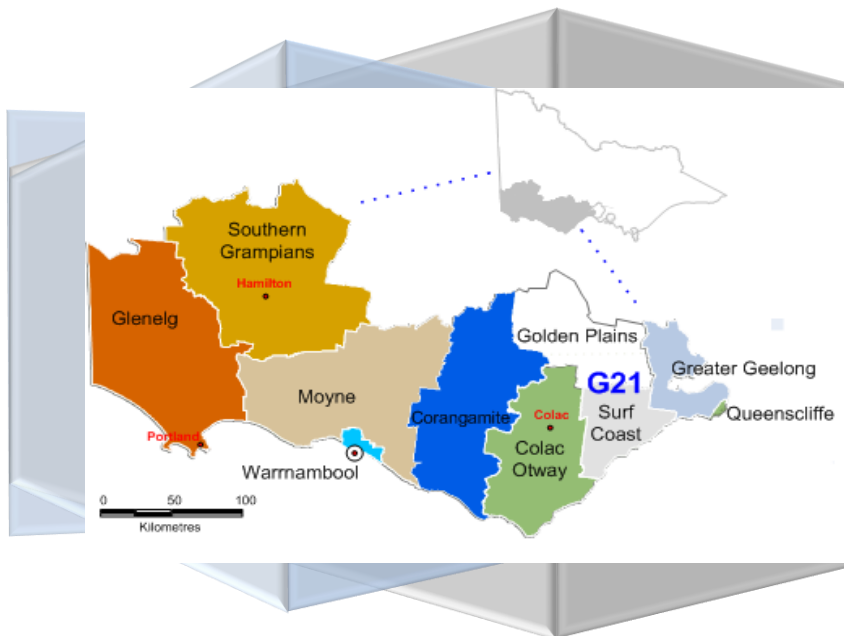 Southern
Grampians
Hamilton
Glenelg
Golden Plains
Greater Geelong
G21
Moyne
Queenscliffe
Corangamite
Colac
Surf
Coast
Colac
Otway
Portland
Warrnambool
0 50 100
Kilometres